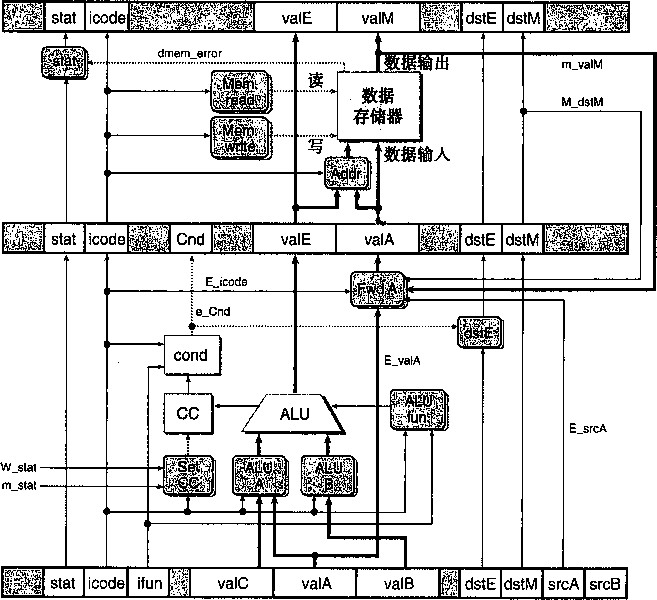 stat icode valE valM dstE dstM
dmem_error
stat
数据输出
m_valM
Mem. read
读
数据
存储器
M_dstM
Mem. write
写
数据输入
Addr
stat icode Cnd valE valA dstE dstM
E_icode
Fwd A
e_Cnd
dstE
cond
E_valA
CC
ALU
ALU fun.
E_srcA
W_stat
m_stat
Set CC
ALU A
ALU B
stat icode ifun valC valA valB dstE dstM srcA srcB